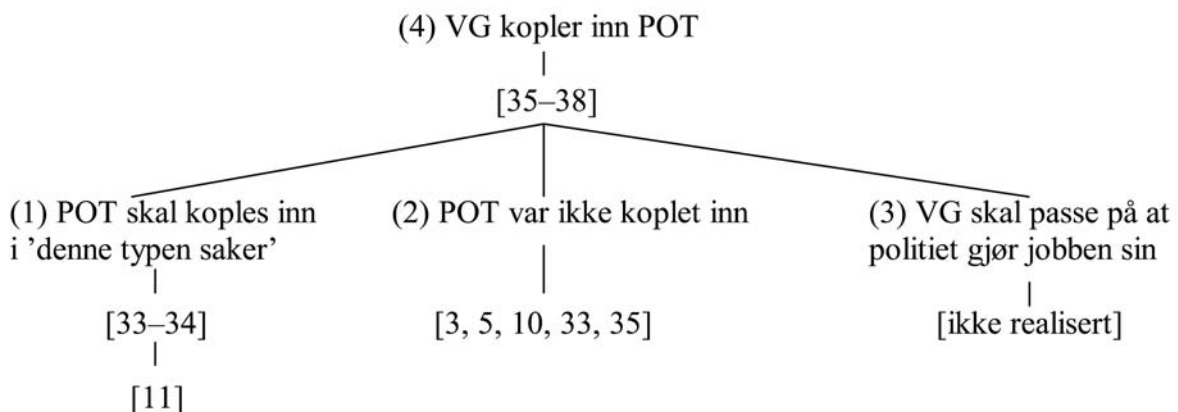 (4) VG kopler inn POT
[35–38]
(1) POT skal koples inn
i ’denne typen saker’
[33–34]
[11]
(2) POT var ikke koplet inn
[3, 5, 10, 33, 35]
(3) VG skal passe på at
politiet gjør jobben sin
[ikke realisert]